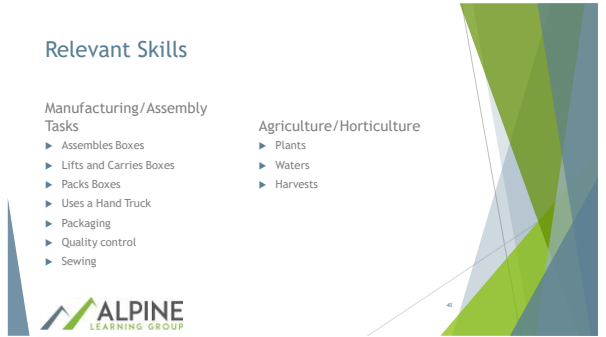 Relevant Skills
Manufacturing/Assembly
Tasks
Assembles Boxes
Lifts and Carries Boxes
Packs Boxes
Uses a Hand Truck
Packaging
Quality control
Sewing
Agriculture/Horticulture
Plants
Waters
Harvests
ALPINE
LEARNING GROUP